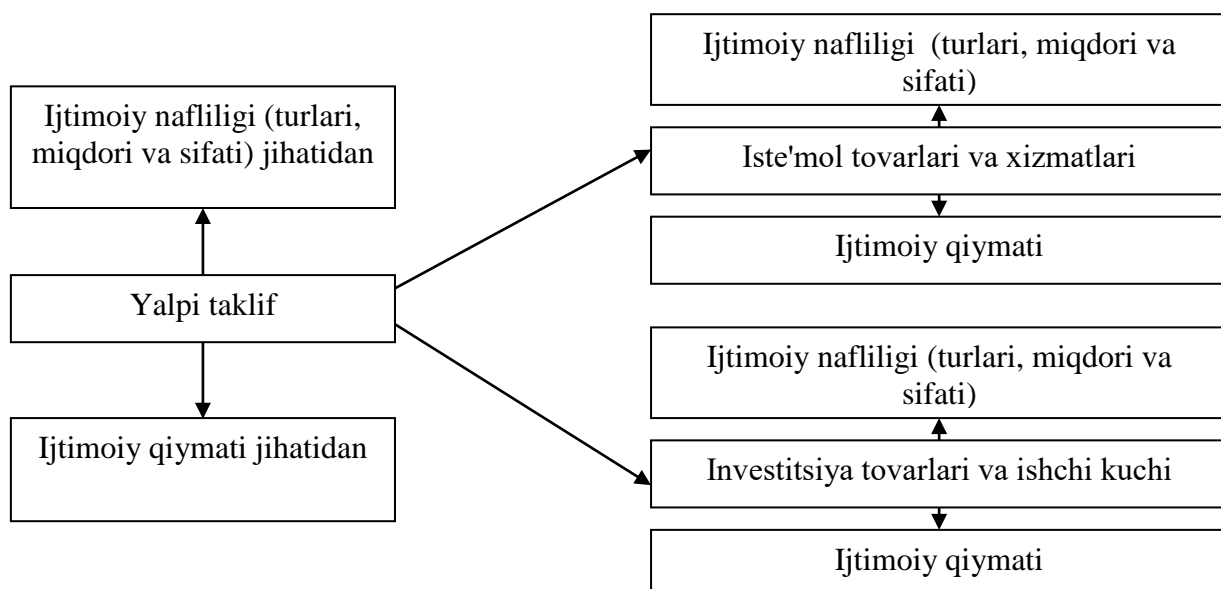 Ijtimoiy nafliligi (turlari,
miqdori va sifati) jihatidan
Yalpi taklif
Ijtimoiy qiymati jihatidan
Ijtimoiy nafliligi (turlari, miqdori va
sifati)
Iste'mol tovarlari va xizmatlari
Ijtimoiy qiymati
Ijtimoiy nafliligi (turlari, miqdori va
sifati)
Investitsiya tovarlari va ishchi kuchi
Ijtimoiy qiymati